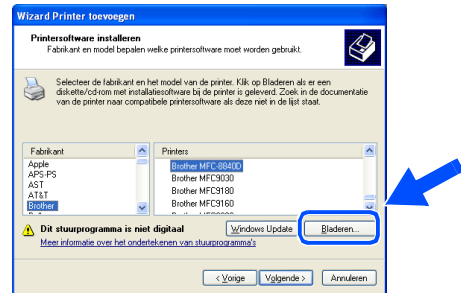 Wizard Printer toevoegen
Printersoftware installeren
Fabrikant en model bepalen welke printersoftware moet worden gebruikt.
Selecteer de fabrikant en het model van de printer. Klik op Bladeren als er een
diskette/cd-rom met installatiesoftware bij de printer is geleverd. Zoek in de documentatie
van de printer naar compatibele printersoftware als deze niet in de lijst staat.
Fabrikant
Apple
APS-PS
AST
AT&T
Brother
Printers
Brother MFC-8840D
Brother MFC9030
Brother MFC9180
Brother MFC9160
Dit stuurprogramma is niet digitaal
Meer informatie over het ondertekenen van stuurprogramma's
Windows Update
Bladeren...
< Vorige
Volgende >
Annuleren